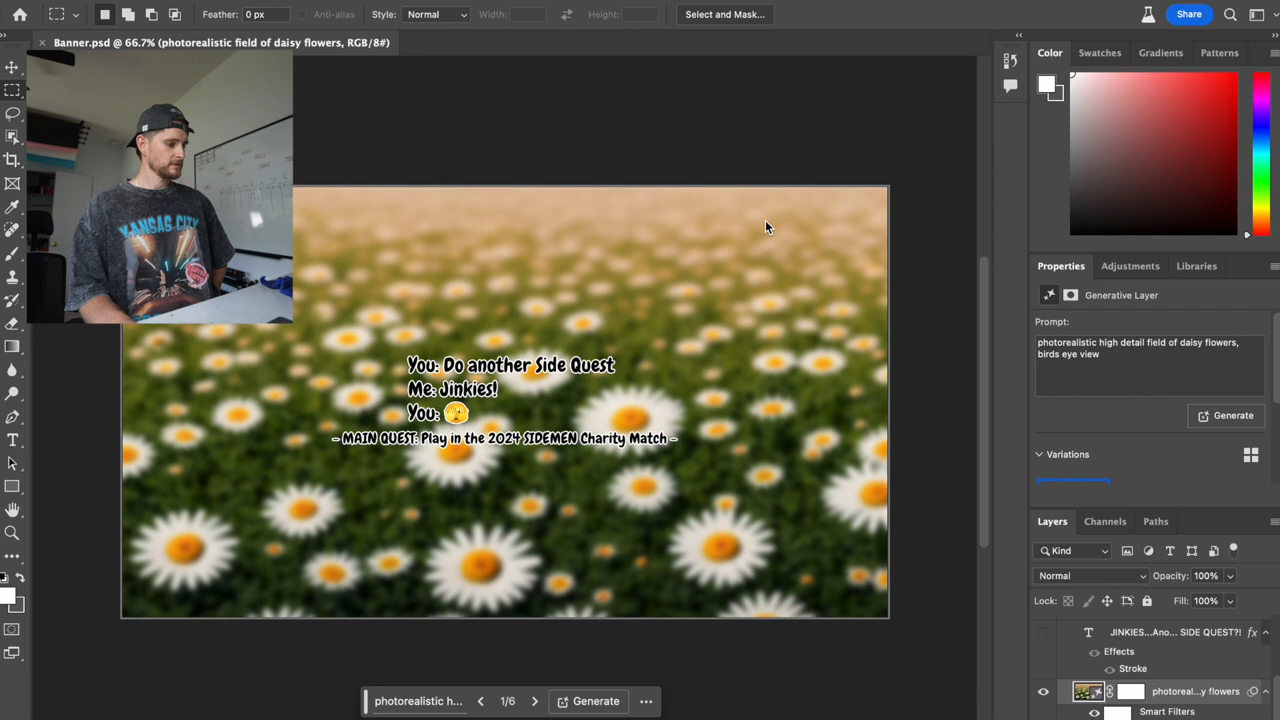 Feather: 0 px
Anti-alias
Style: Normal
Width:
Height:
Select and Mask...
Share
Banner.psd @ 66.7% (photorealistic field of daisy flowers, RGB/8#)
KANSAS CITY
You: Do another Side Quest
Me: Jinkies!
You: 🫣
- MAIN QUEST: Play in the 2024 SIDEMEN Charity Match -
photorealistic h...
1/6
Generate
Color
Swatches
Gradients
Patterns
Properties
Adjustments
Libraries
Generative Layer
Prompt:
photorealistic high detail field of daisy flowers,
birds eye view
Generate
Variations
Layers
Channels
Paths
Kind
Normal
Opacity: 100%
Lock:
Fill: 100%
T JINKIES...Ano... SIDE QUEST?! fx
Effects
Stroke
photoreal...y flowers
Smart Filters